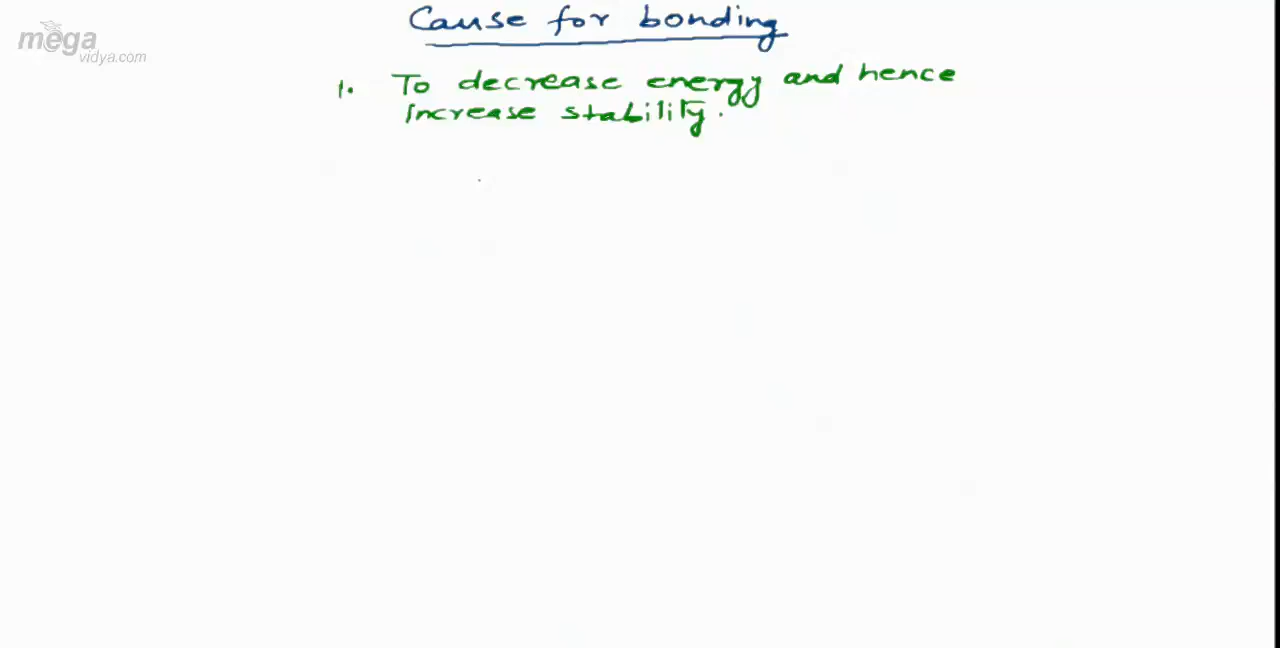 mega
vidya.com
Cause for bonding
1. To decrease energy and hence
increase stability.